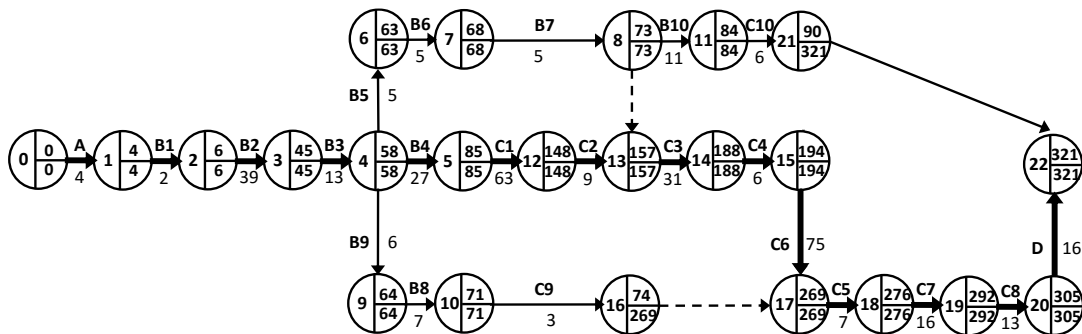 B6 B7 B10 C10
6 63 63 7 68 68 8 73 73 11 84 84 21 90 321
5 5 11 6
B5 5
A B1 B2 B3 B4 C1 C2 C3 C4
0 0 0 1 4 4 2 6 6 3 45 45 4 58 58 5 85 85 12 148 148 13 157 157 14 188 188 15 194 194 22 321 321
4 2 39 13 27 63 9 31 6
B9 6 C6 75 D 16
B8 C9 C5 C7 C8
9 64 64 10 71 71 16 74 269 17 269 269 18 276 276 19 292 292 20 305 305
7 3 7 16 13